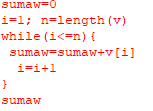 sumaw=0
i=1; n=length(v)
while(i<=n){
sumaw=sumaw+v[i]
i=i+1
}
sumaw